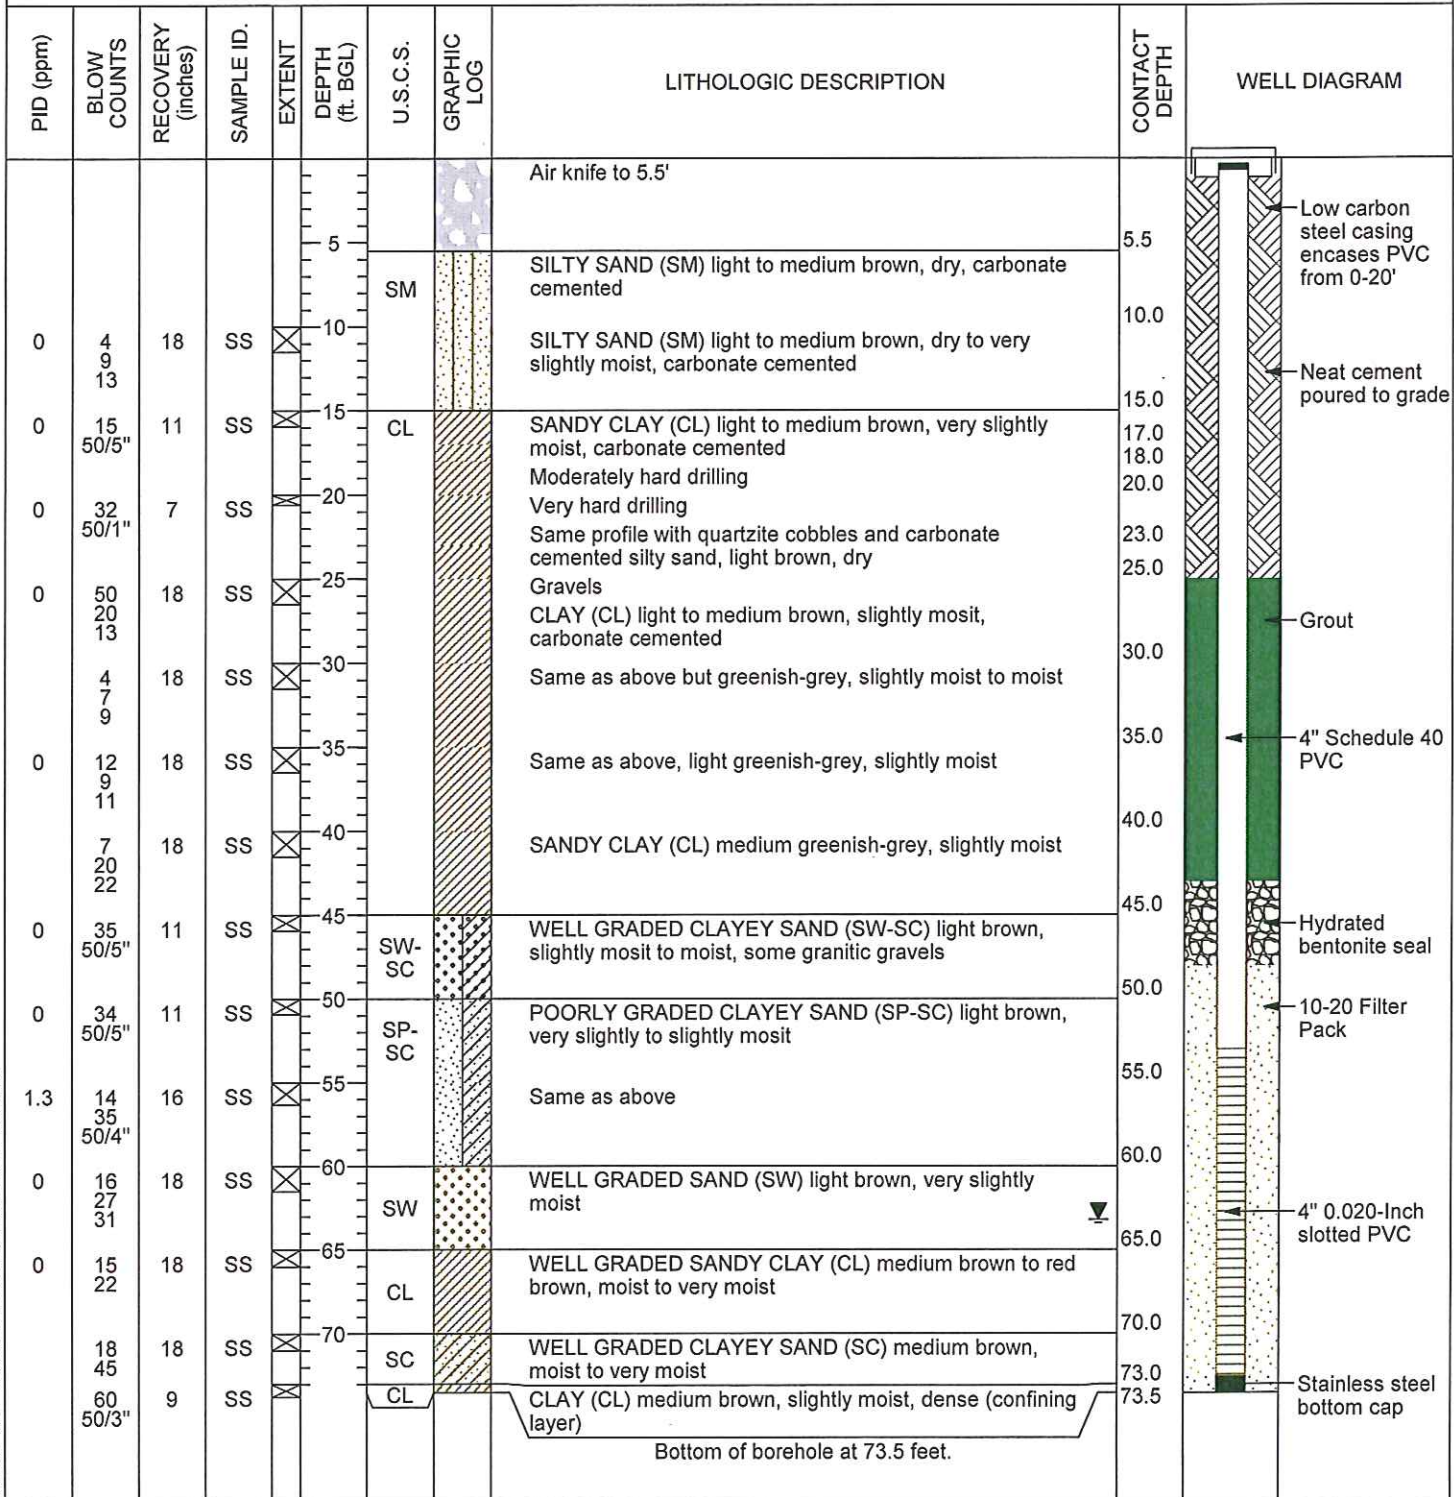 PID (ppm)
BLOW
COUNTS
RECOVERY
(inches)
SAMPLE ID.
EXTENT
DEPTH
(ft. BGL)
U.S.C.S.
GRAPHIC
LOG
LITHOLOGIC DESCRIPTION
CONTACT
DEPTH
WELL DIAGRAM
Air knife to 5.5'
Low carbon
steel casing
encases PVC
from 0-20'
5
5.5
SM
SILTY SAND (SM) light to medium brown, dry, carbonate
cemented
10.0
0
4
9
13
18
SS
10
SILTY SAND (SM) light to medium brown, dry to very
slightly moist, carbonate cemented
Neat cement
poured to grade
15.0
0
15
50/5"
11
SS
15
CL
SANDY CLAY (CL) light to medium brown, very slightly
moist, carbonate cemented
17.0
18.0
Moderately hard drilling
20.0
0
32
50/1"
7
SS
20
Very hard drilling
Same profile with quartzite cobbles and carbonate
cemented silty sand, light brown, dry
23.0
25.0
0
50
20
13
18
SS
25
Gravels
CLAY (CL) light to medium brown, slightly mosit,
carbonate cemented
Grout
30.0
4
7
9
18
SS
30
Same as above but greenish-grey, slightly moist to moist
35.0
4" Schedule 40
PVC
0
12
9
11
18
SS
35
Same as above, light greenish-grey, slightly moist
40.0
7
20
22
18
SS
40
SANDY CLAY (CL) medium greenish-grey, slightly moist
45.0
0
35
50/5"
11
SS
45
SW-
SC
WELL GRADED CLAYEY SAND (SW-SC) light brown,
slightly mosit to moist, some granitic gravels
Hydrated
bentonite seal
50.0
0
34
50/5"
11
SS
50
SP-
SC
POORLY GRADED CLAYEY SAND (SP-SC) light brown,
very slightly to slightly mosit
10-20 Filter
Pack
55.0
1.3
14
35
50/4"
16
SS
55
Same as above
60.0
0
16
27
31
18
SS
60
SW
WELL GRADED SAND (SW) light brown, very slightly
moist
4" 0.020-Inch
slotted PVC
65.0
0
15
22
18
SS
65
CL
WELL GRADED SANDY CLAY (CL) medium brown to red
brown, moist to very moist
70.0
18
45
18
SS
70
SC
WELL GRADED CLAYEY SAND (SC) medium brown,
moist to very moist
73.0
60
50/3"
9
SS
CL
CLAY (CL) medium brown, slightly moist, dense (confining
layer)
73.5
Stainless steel
bottom cap
Bottom of borehole at 73.5 feet.